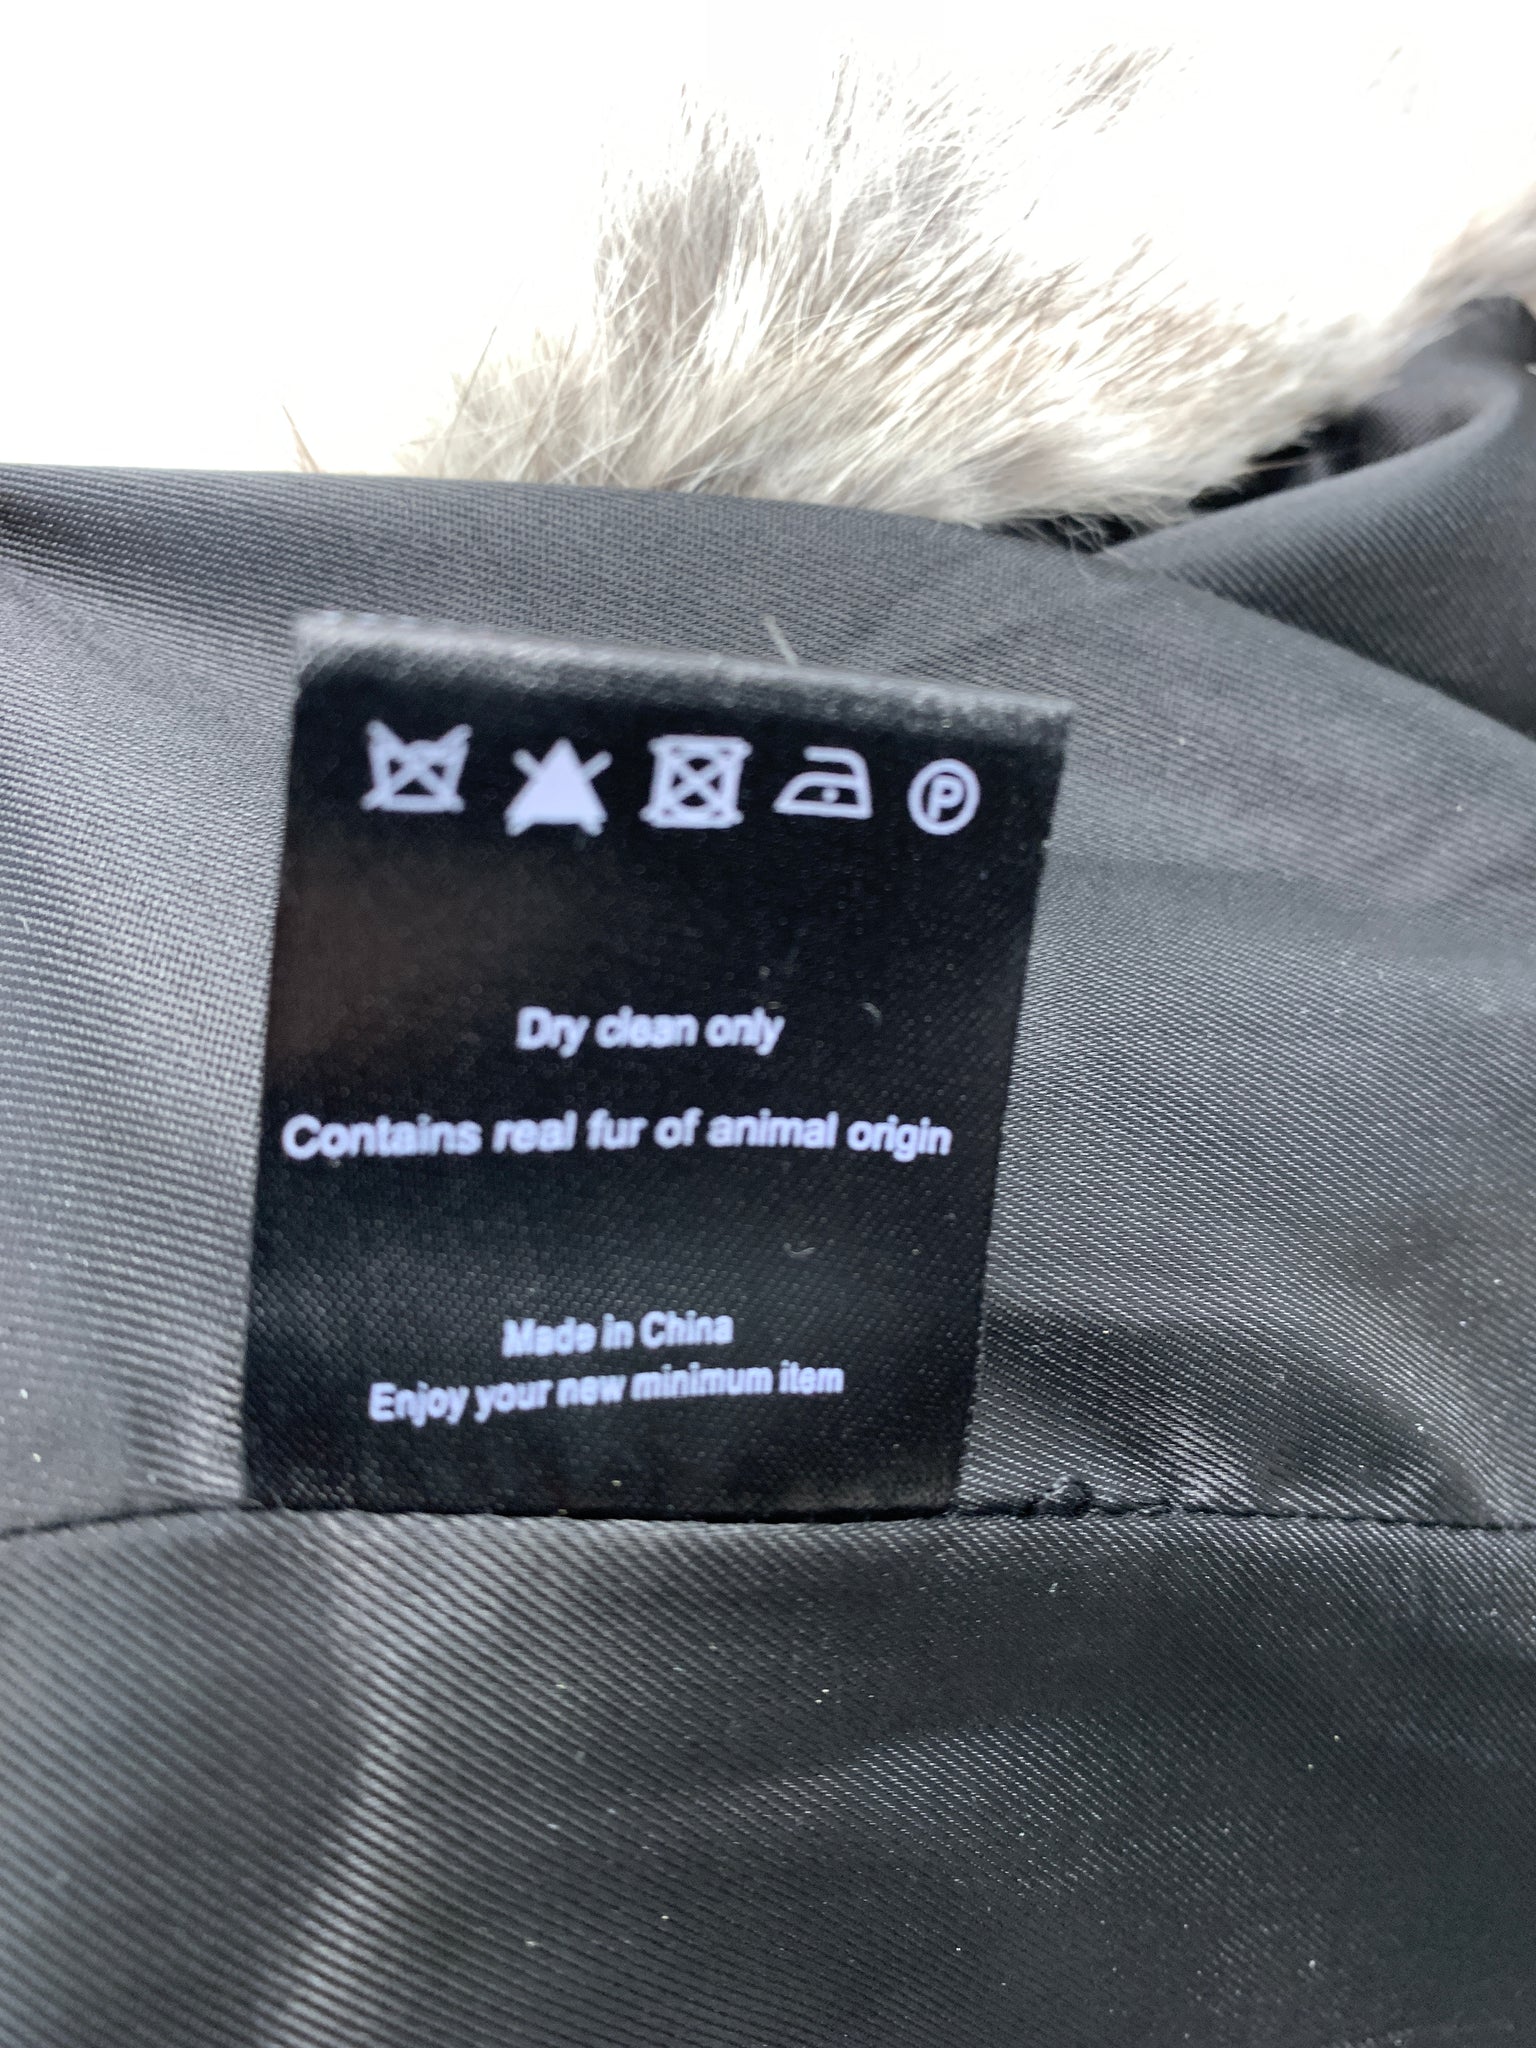 P
Dry clean only
Contains real fur of animal origin
Made in China
Enjoy your new minimum item